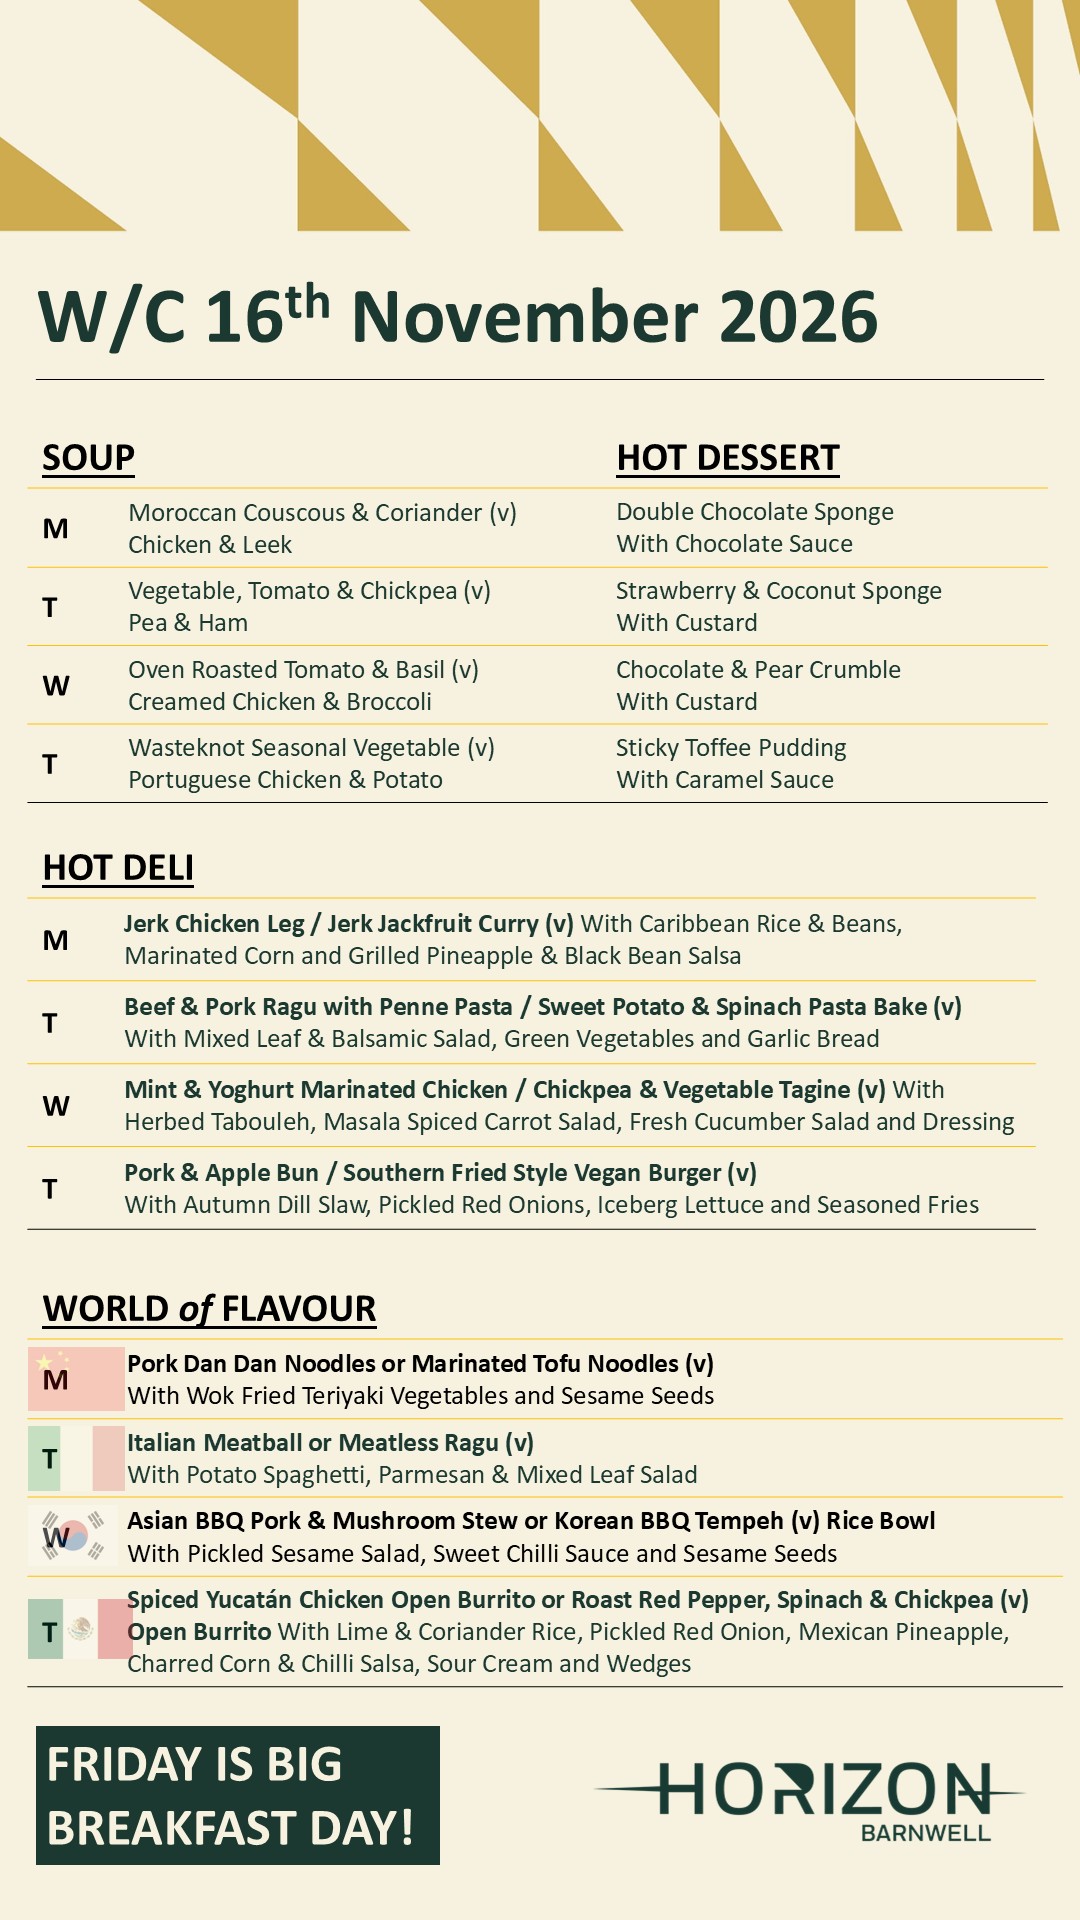 W/C 16th November 2026
SOUP
HOT DESSERT
M
Moroccan Couscous & Coriander (v)
Chicken & Leek
Double Chocolate Sponge
With Chocolate Sauce
T
Vegetable, Tomato & Chickpea (v)
Pea & Ham
Strawberry & Coconut Sponge
With Custard
W
Oven Roasted Tomato & Basil (v)
Creamed Chicken & Broccoli
Chocolate & Pear Crumble
With Custard
T
Wasteknot Seasonal Vegetable (v)
Portuguese Chicken & Potato
Sticky Toffee Pudding
With Caramel Sauce
HOT DELI
M
Jerk Chicken Leg / Jerk Jackfruit Curry (v) With Caribbean Rice & Beans,
Marinated Corn and Grilled Pineapple & Black Bean Salsa
T
Beef & Pork Ragu with Penne Pasta / Sweet Potato & Spinach Pasta Bake (v)
With Mixed Leaf & Balsamic Salad, Green Vegetables and Garlic Bread
W
Mint & Yoghurt Marinated Chicken / Chickpea & Vegetable Tagine (v) With
Herbed Tabouleh, Masala Spiced Carrot Salad, Fresh Cucumber Salad and Dressing
T
Pork & Apple Bun / Southern Fried Style Vegan Burger (v)
With Autumn Dill Slaw, Pickled Red Onions, Iceberg Lettuce and Seasoned Fries
WORLD of FLAVOUR
M
Pork Dan Dan Noodles or Marinated Tofu Noodles (v)
With Wok Fried Teriyaki Vegetables and Sesame Seeds
T
Italian Meatball or Meatless Ragu (v)
With Potato Spaghetti, Parmesan & Mixed Leaf Salad
W
Asian BBQ Pork & Mushroom Stew or Korean BBQ Tempeh (v) Rice Bowl
With Pickled Sesame Salad, Sweet Chilli Sauce and Sesame Seeds
T
Spiced Yucatán Chicken Open Burrito or Roast Red Pepper, Spinach & Chickpea (v)
Open Burrito With Lime & Coriander Rice, Pickled Red Onion, Mexican Pineapple,
Charred Corn & Chilli Salsa, Sour Cream and Wedges
FRIDAY IS BIG
BREAKFAST DAY!
HORIZON
BARNWELL